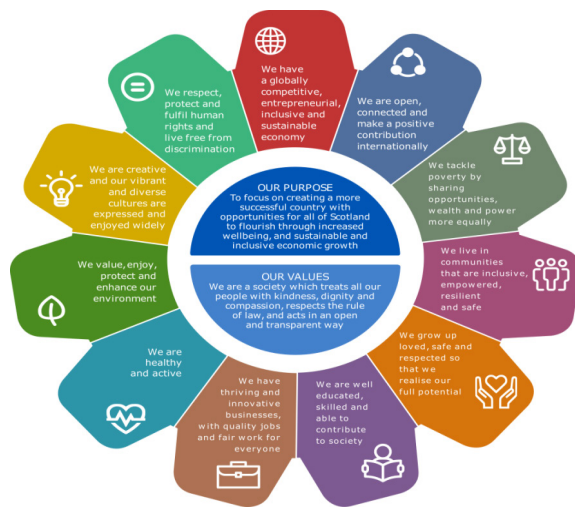 We have
a globally
competitive,
entrepreneurial,
inclusive and
sustainable
economy
We are open,
connected and
make a positive
contribution
internationally
We tackle
poverty by
sharing
opportunities,
wealth and power
more equally
We live in
communities
that are inclusive,
empowered,
resilient
and safe
We grow up
loved, safe and
respected so
that we
realise our
full potential
We are well
educated,
skilled and
able to
contribute
to society
We have
thriving and
innovative
businesses,
with quality jobs
and fair work for
everyone
We are
healthy
and active
We value, enjoy,
protect and
enhance our
environment
We are creative
and our vibrant
and diverse
cultures are
expressed and
enjoyed widely
We respect,
protect and
fulfil human
rights and
live free from
discrimination
OUR PURPOSE
To focus on creating a more
successful country with
opportunities for all of Scotland
to flourish through increased
wellbeing, and sustainable and
inclusive economic growth
OUR VALUES
We are a society which treats all our
people with kindness, dignity and
compassion, respects the rule
of law, and acts in an open
and transparent way